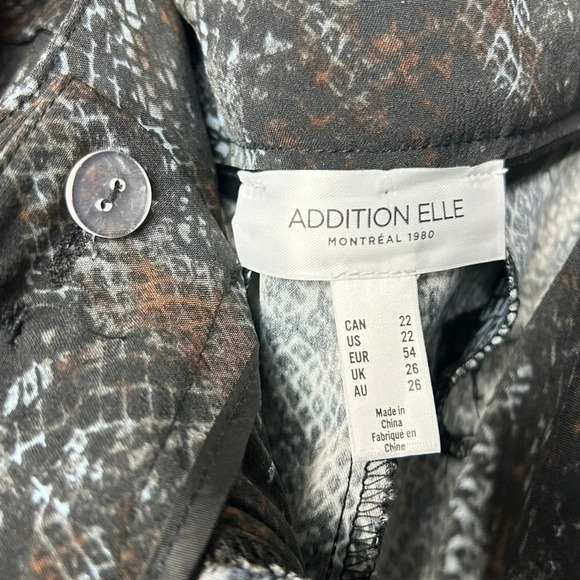 ADDITION ELLE
MONTRÉAL 1980
CAN 22
US 22
EUR 54
UK 26
AU 26
Made in
China
Fabriqué en
Chine